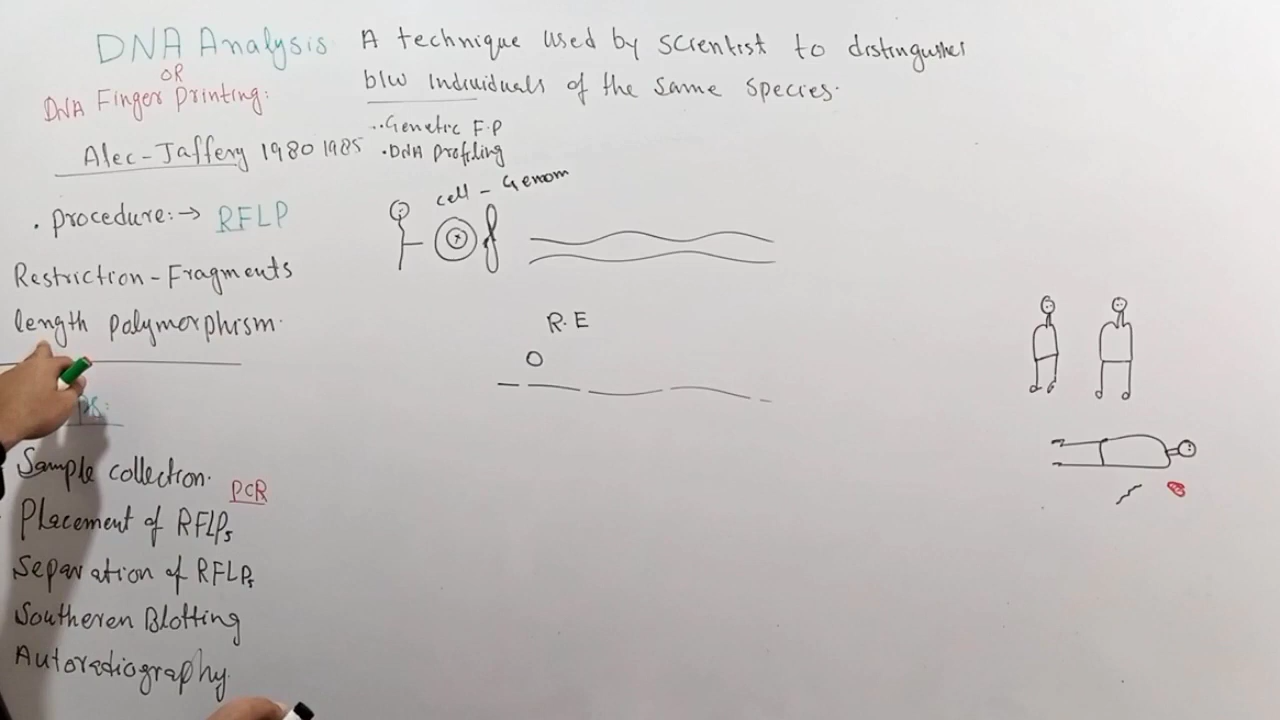 DNA Analysis
OR
DNA Finger Printing:
A technique used by scientist to distinguishes
b/w individuals of the same species.
Alec-Jaffery 1980 1985
..Genetic F.P
.DNA Profiling
. procedure:→ RFLP
cell - Genom
Restriction-Fragments
length polymorphism.
R.E
Sample collection.
PCR
Placement of RFLPs
Separation of RFLPs
Southeren Blotting
Autoradiography.